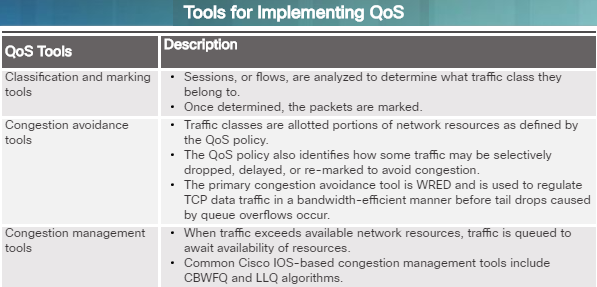 Tools for Implementing QoS
QoS Tools
Description
Classification and marking
tools
• Sessions, or flows, are analyzed to determine what traffic class they
belong to.
• Once determined, the packets are marked.
Congestion avoidance
tools
• Traffic classes are allotted portions of network resources as defined by
the QoS policy.
• The QoS policy also identifies how some traffic may be selectively
dropped, delayed, or re-marked to avoid congestion.
• The primary congestion avoidance tool is WRED and is used to regulate
TCP data traffic in a bandwidth-efficient manner before tail drops caused
by queue overflows occur.
Congestion management
tools
• When traffic exceeds available network resources, traffic is queued to
await availability of resources.
• Common Cisco IOS-based congestion management tools include
CBWFQ and LLQ algorithms.